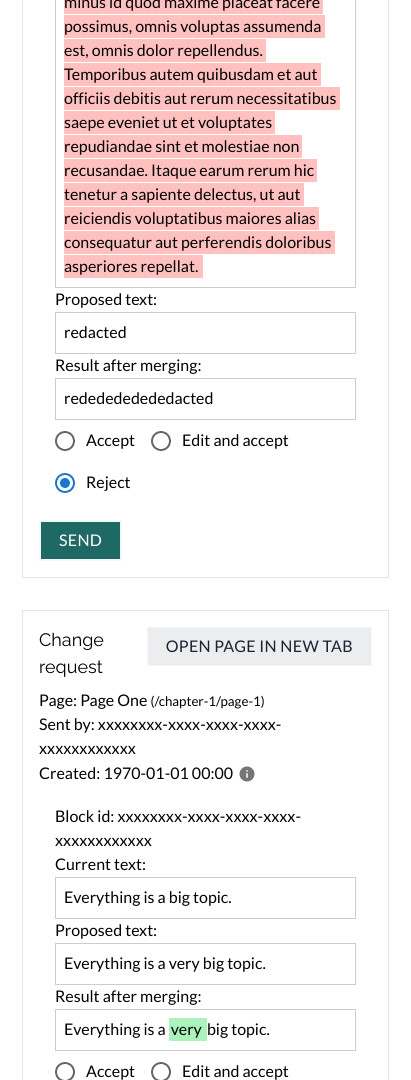 minus id quod maxime placeat facere
possimus, omnis voluptas assumenda
est, omnis dolor repellendus.
Temporibus autem quibusdam et aut
officiis debitis aut rerum necessitatibus
saepe eveniet ut et voluptates
repudiandae sint et molestiae non
recusandae. Itaque earum rerum hic
tenetur a sapiente delectus, ut aut
reiciendis voluptatibus maiores alias
consequatur aut perferendis doloribus
asperiores repellat.
Proposed text:
redacted
Result after merging:
redededededacted
Accept Edit and accept
Reject
SEND
Change
request
OPEN PAGE IN NEW TAB
Page: Page One (/chapter-1/page-1)
Sent by: xxxxxxxx-xxxx-xxxx-xxxx-
xxxxxxxxxxxx
Created: 1970-01-01 00:00
Block id: xxxxxxxx-xxxx-xxxx-xxxx-
xxxxxxxxxxxx
Current text:
Everything is a big topic.
Proposed text:
Everything is a very big topic.
Result after merging:
Everything is a very big topic.
Accept Edit and accept